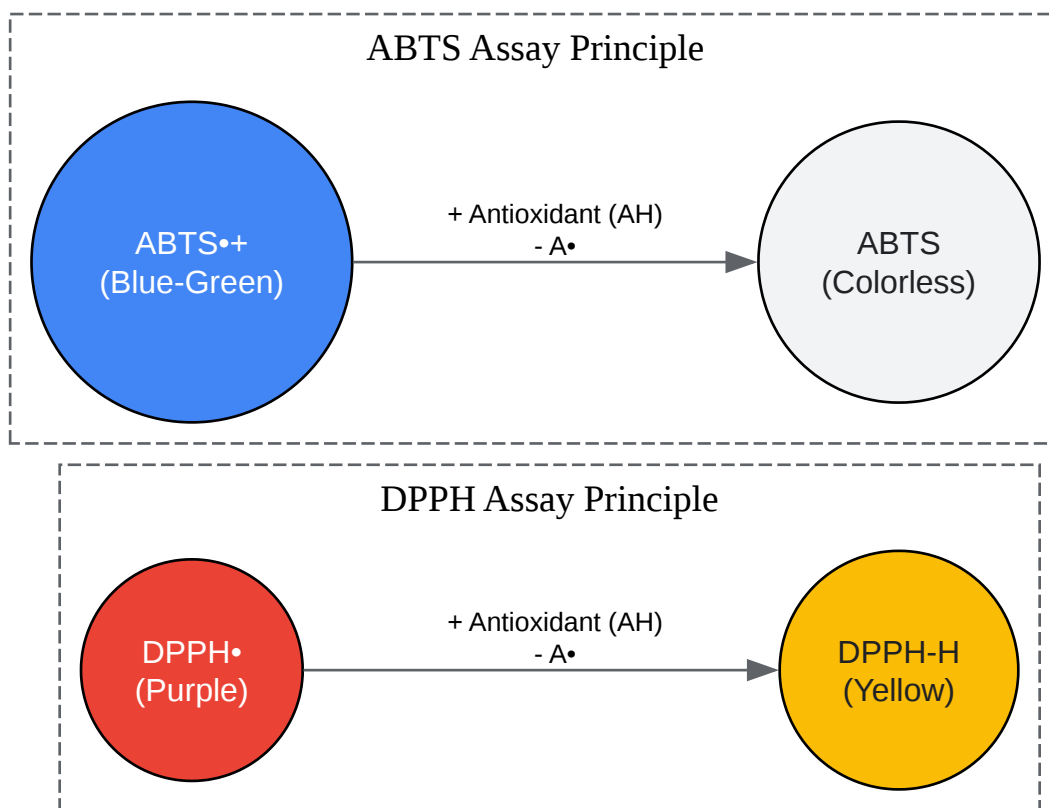 ABTS Assay Principle
+ Antioxidant (AH)
- A•
ABTS•+
(Blue-Green)
ABTS
(Colorless)
DPPH Assay Principle
+ Antioxidant (AH)
- A•
DPPH•
(Purple)
DPPH-H
(Yellow)